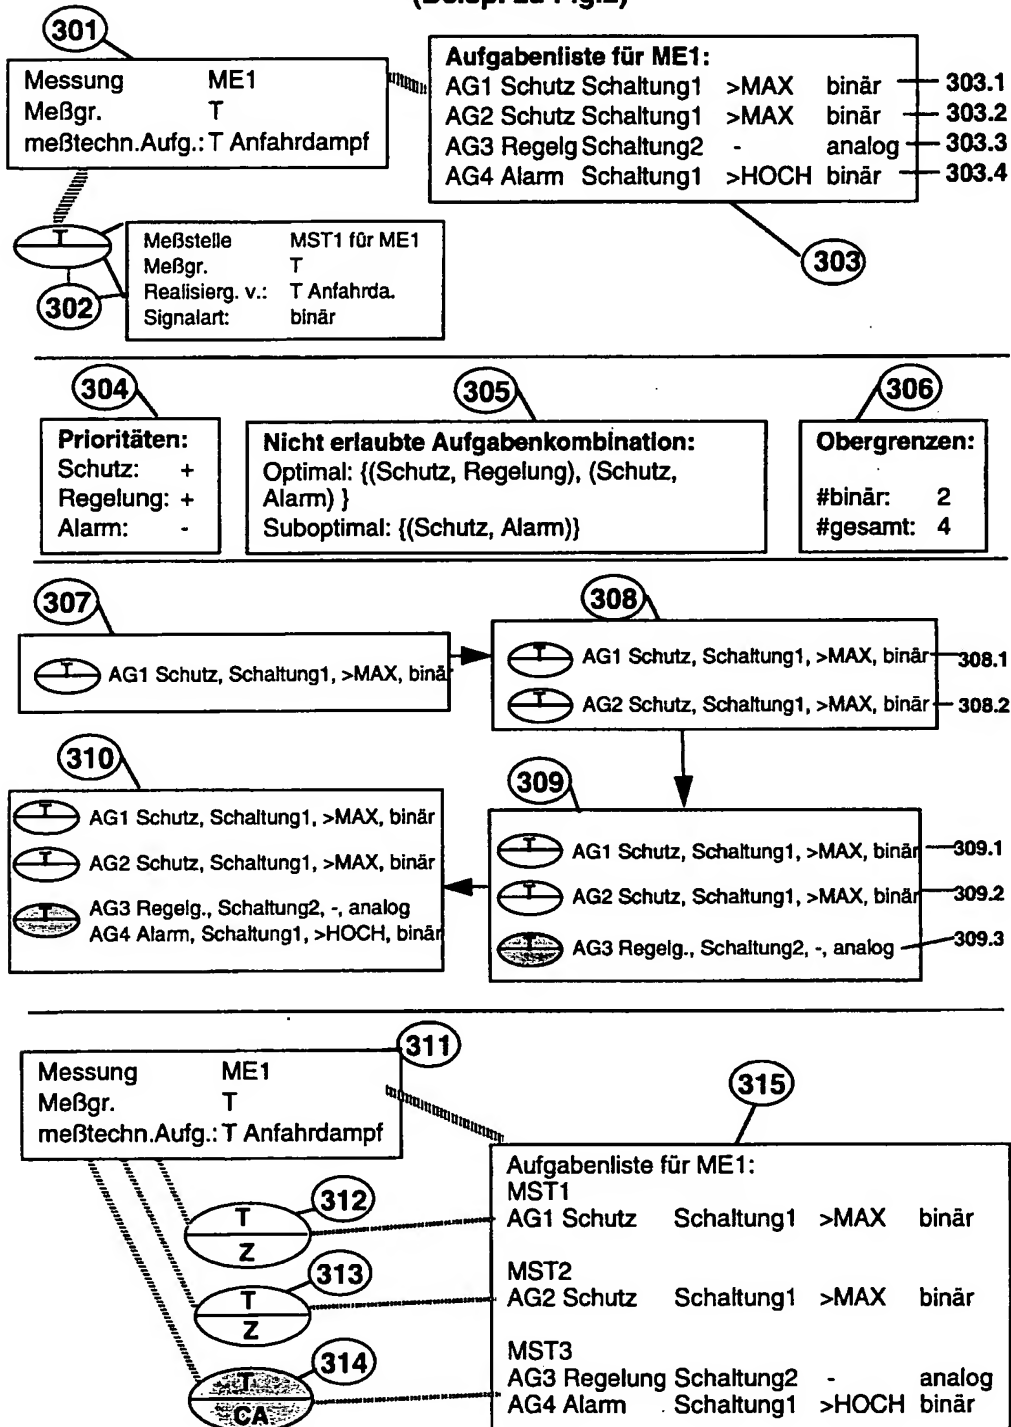 (Beisp. zu Fig.2)
301
Messung ME1
Meßgr. T
meßtechn.Aufg.: T Anfahrdampf
Aufgabenliste für ME1:
AG1 Schutz Schaltung1 >MAX binär 303.1
AG2 Schutz Schaltung1 >MAX binär 303.2
AG3 Regelg Schaltung2 - analog 303.3
AG4 Alarm Schaltung1 >HOCH binär 303.4
303
T
302
Meßstelle MST1 für ME1
Meßgr. T
Realisierg. v.: T Anfahrda.
Signalart: binär
304
Prioritäten:
Schutz: +
Regelung: +
Alarm: -
305
Nicht erlaubte Aufgabenkombination:
Optimal: {(Schutz, Regelung), (Schutz,
Alarm) }
Suboptimal: {(Schutz, Alarm)}
306
Obergrenzen:
#binär: 2
#gesamt: 4
307
T AG1 Schutz, Schaltung1, >MAX, binä
308
T AG1 Schutz, Schaltung1, >MAX, binär 308.1
T AG2 Schutz, Schaltung1, >MAX, binär 308.2
310
T AG1 Schutz, Schaltung1, >MAX, binär
T AG2 Schutz, Schaltung1, >MAX, binär
T AG3 Regelg., Schaltung2, -, analog
AG4 Alarm, Schaltung1, >HOCH, binär
309
T AG1 Schutz, Schaltung1, >MAX, binär 309.1
T AG2 Schutz, Schaltung1, >MAX, binär 309.2
T AG3 Regelg., Schaltung2, -, analog 309.3
311
Messung ME1
Meßgr. T
meßtechn.Aufg.: T Anfahrdampf
312
T
Z
313
T
Z
314
T
CA
315
Aufgabenliste für ME1:
MST1
AG1 Schutz Schaltung1 >MAX binär
MST2
AG2 Schutz Schaltung1 >MAX binär
MST3
AG3 Regelung Schaltung2 - analog
AG4 Alarm Schaltung1 >HOCH binär